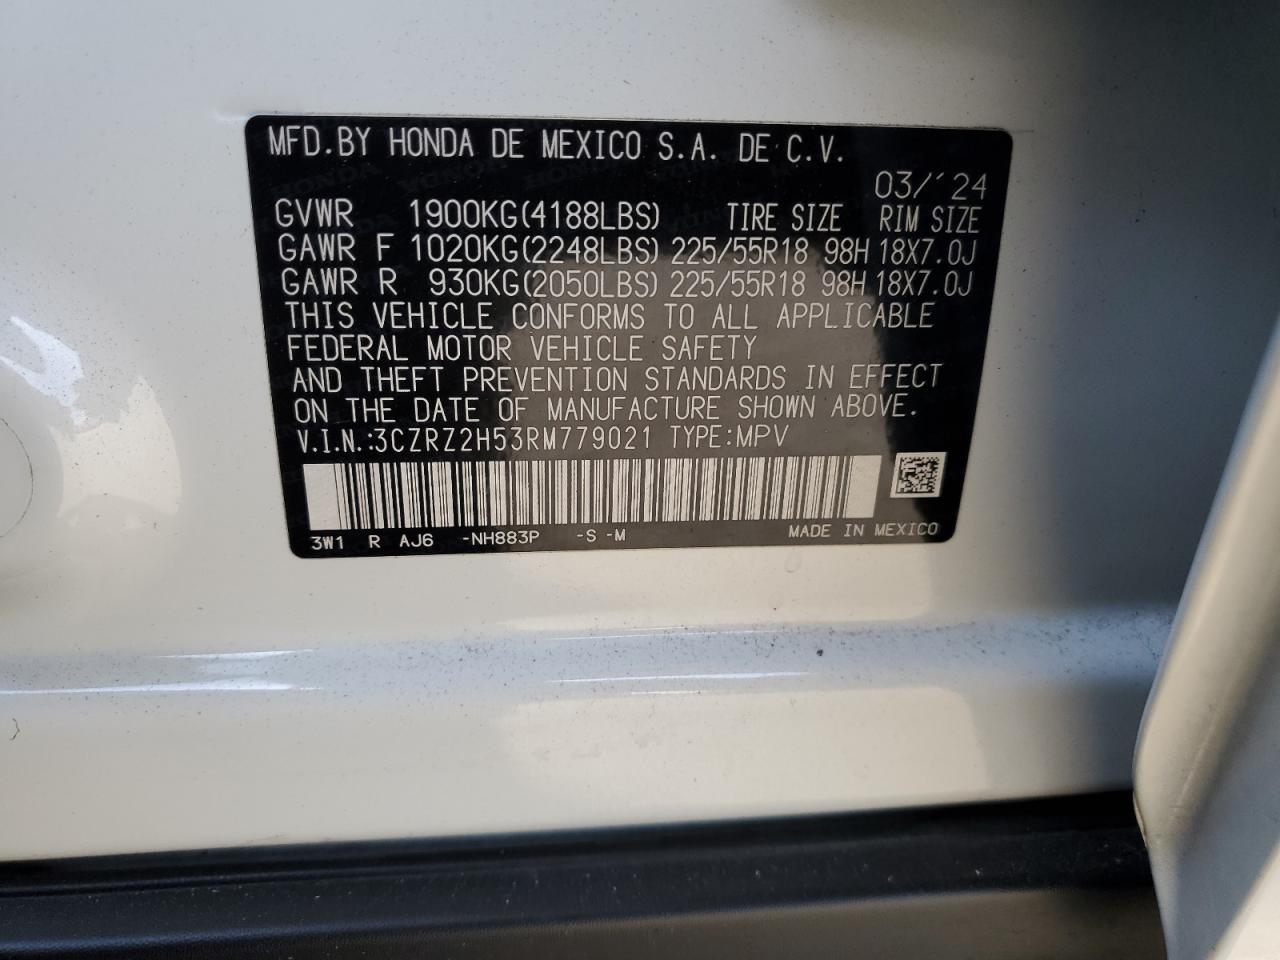 MFD.BY HONDA DE MEXICO S.A. DE C.V.
03/'24
GVWR 1900KG(4188LBS) TIRE SIZE RIM SIZE
GAWR F 1020KG(2248LBS) 225/55R18 98H 18X7.0J
GAWR R 930KG(2050LBS) 225/55R18 98H 18X7.0J
THIS VEHICLE CONFORMS TO ALL APPLICABLE
FEDERAL MOTOR VEHICLE SAFETY
AND THEFT PREVENTION STANDARDS IN EFFECT
ON THE DATE OF MANUFACTURE SHOWN ABOVE.
V.I.N.:3CZRZ2H53RM779021 TYPE:MPV
3W1 R AJ6 -NH883P -S -M MADE IN MEXICO